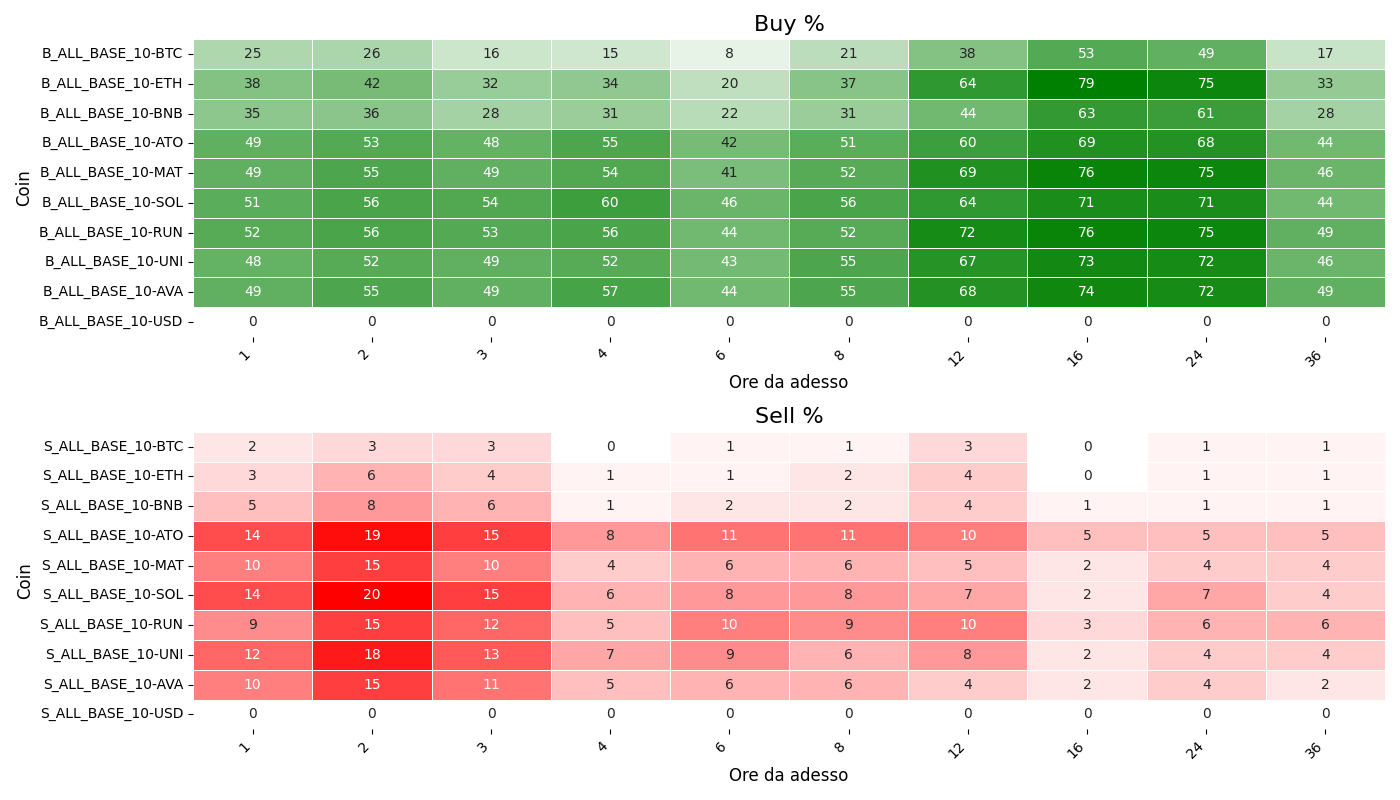 Buy %
Coin
B_ALL_BASE_10-BTC 25 26 16 15 8 21 38 53 49 17
B_ALL_BASE_10-ETH 38 42 32 34 20 37 64 79 75 33
B_ALL_BASE_10-BNB 35 36 28 31 22 31 44 63 61 28
B_ALL_BASE_10-ATO 49 53 48 55 42 51 60 69 68 44
B_ALL_BASE_10-MAT 49 55 49 54 41 52 69 76 75 46
B_ALL_BASE_10-SOL 51 56 54 60 46 56 64 71 71 44
B_ALL_BASE_10-RUN 52 56 53 56 44 52 72 76 75 49
B_ALL_BASE_10-UNI 48 52 49 52 43 55 67 73 72 46
B_ALL_BASE_10-AVA 49 55 49 57 44 55 68 74 72 49
B_ALL_BASE_10-USD 0 0 0 0 0 0 0 0 0 0
1 2 3 4 6 8 12 16 24 36
Ore da adesso
Sell %
Coin
S_ALL_BASE_10-BTC 2 3 3 0 1 1 3 0 1 1
S_ALL_BASE_10-ETH 3 6 4 1 1 2 4 0 1 1
S_ALL_BASE_10-BNB 5 8 6 1 2 2 4 1 1 1
S_ALL_BASE_10-ATO 14 19 15 8 11 11 10 5 5 5
S_ALL_BASE_10-MAT 10 15 10 4 6 6 5 2 4 4
S_ALL_BASE_10-SOL 14 20 15 6 8 8 7 2 7 4
S_ALL_BASE_10-RUN 9 15 12 5 10 9 10 3 6 6
S_ALL_BASE_10-UNI 12 18 13 7 9 6 8 2 4 4
S_ALL_BASE_10-AVA 10 15 11 5 6 6 4 2 4 2
S_ALL_BASE_10-USD 0 0 0 0 0 0 0 0 0 0
1 2 3 4 6 8 12 16 24 36
Ore da adesso